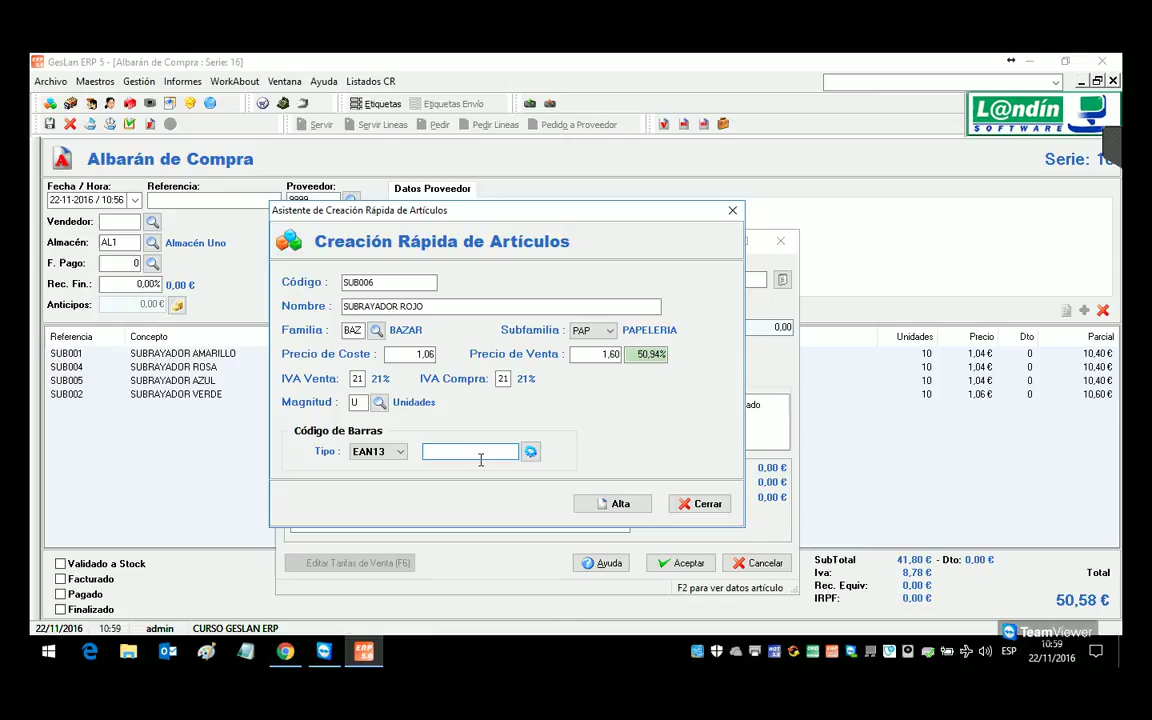 GesLan ERP 5 - [Albarán de Compra : Serie: 16]
Archivo Maestros Gestión Informes WorkAbout Ventana Ayuda Listados CR
Etiquetas Etiquetas Envío
Servir Servir Lineas Pedir Pedir Lineas Pedido a Proveedor
L@ndín
SOFTWARE
Albarán de Compra
Serie:
Fecha / Hora: Referencia: Proveedor: Datos Proveedor
22-11-2016 / 10:56 9999
Asistente de Creación Rápida de Artículos
Vendedor:
Almacén: AL1 Almacén Uno
F. Pago: 0
Rec. Fin.: 0,00% 0,00 €
Anticipos: 0,00 €
Creación Rápida de Artículos
Código : SUB006
Nombre : SUBRAYADOR ROJO
Familia : BAZ BAZAR Subfamilia : PAP PAPELERIA
Precio de Coste : 1,06 Precio de Venta : 1,60 50,94%
IVA Venta: 21 21% IVA Compra: 21 21%
Magnitud : U Unidades
Código de Barras
Tipo : EAN13
Alta Cerrar
0,00
ado
0,00 €
0,00 €
0,00 €
Referencia Concepto Unidades Precio Dto Parcial
SUB001 SUBRAYADOR AMARILLO 10 1,04 € 0 10,40 €
SUB004 SUBRAYADOR ROSA 10 1,04 € 0 10,40 €
SUB005 SUBRAYADOR AZUL 10 1,04 € 0 10,40 €
SUB002 SUBRAYADOR VERDE 10 1,06 € 0 10,60 €
Editar Tarifas de Venta (F6) Ayuda Aceptar Cancelar
F2 para ver datos artículo
Validado a Stock
Facturado
Pagado
Finalizado
SubTotal 41,80 € - Dto: 0,00 €
Iva: 8,78 € Total
Rec. Equiv: 0,00 €
IRPF: 0,00 € 50,58 €
22/11/2016 10:59 admin CURSO GESLAN ERP
TeamViewer
ERP
5.0
ESP
10:59
22/11/2016